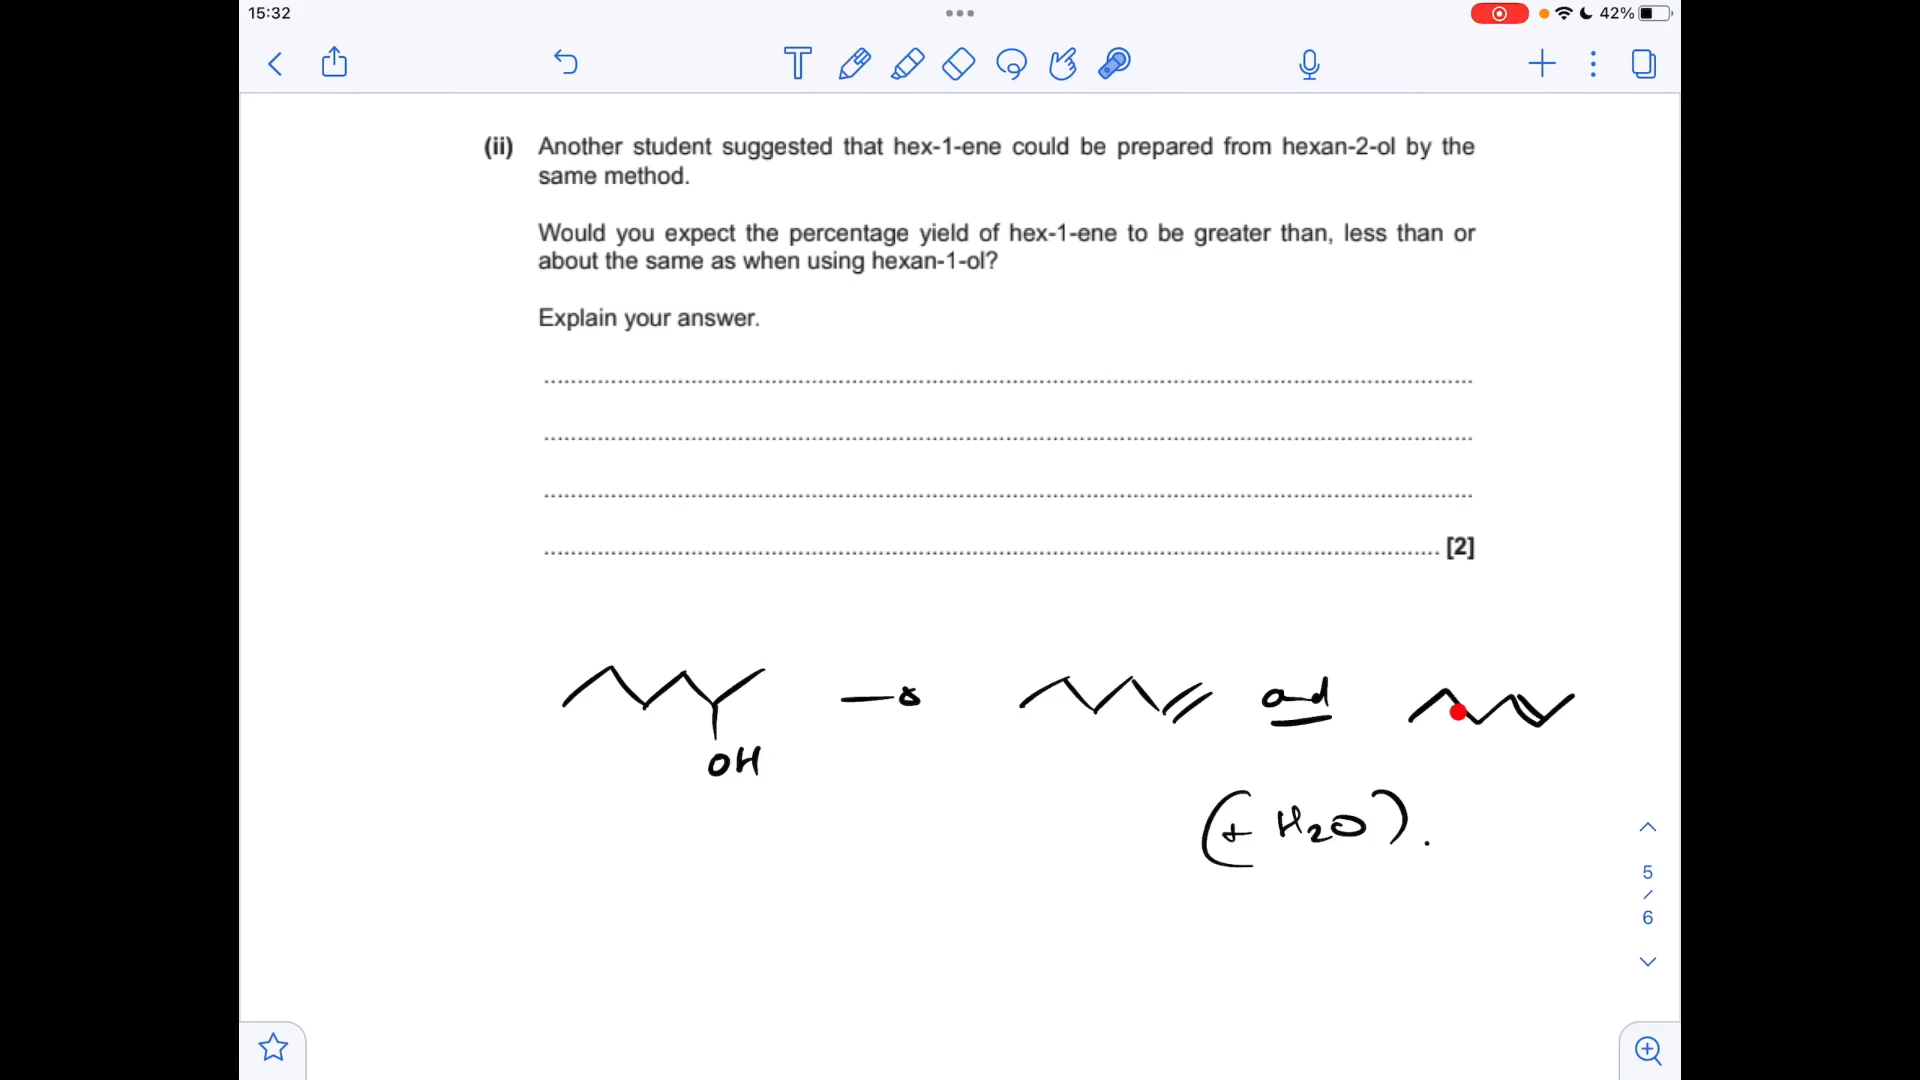 15:32
42%
(ii) Another student suggested that hex-1-ene could be prepared from hexan-2-ol by the
same method.
Would you expect the percentage yield of hex-1-ene to be greater than, less than or
about the same as when using hexan-1-ol?
Explain your answer.
[2]
and
OH
(+ H2O).
5
/
6